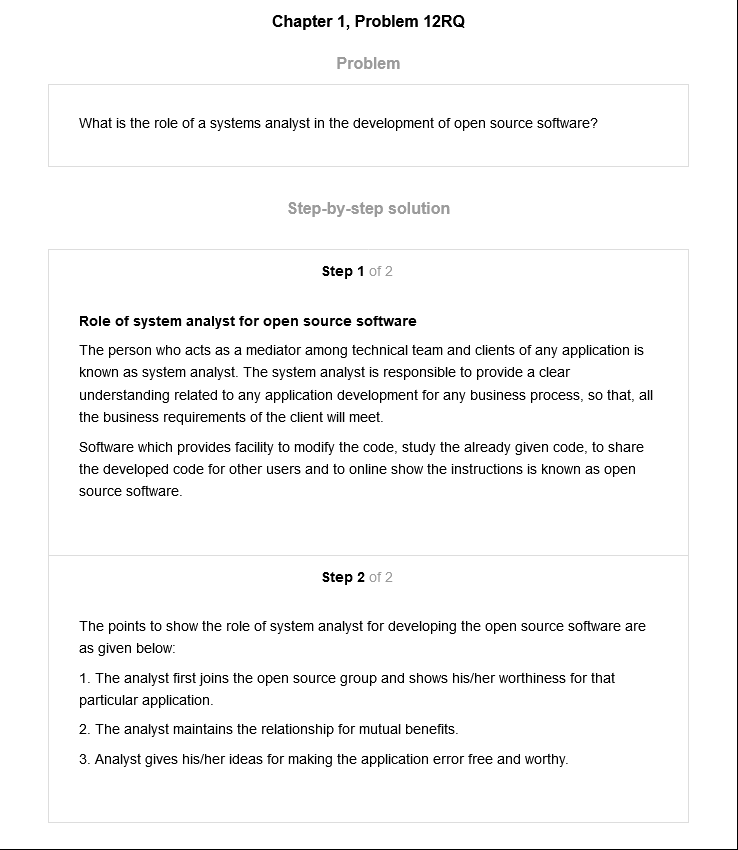 Chapter 1, Problem 12RQ
Problem
What is the role of a systems analyst in the development of open source software?
Step-by-step solution
Step 1 of 2
Role of system analyst for open source software
The person who acts as a mediator among technical team and clients of any application is
known as system analyst. The system analyst is responsible to provide a clear
understanding related to any application development for any business process, so that, all
the business requirements of the client will meet.
Software which provides facility to modify the code, study the already given code, to share
the developed code for other users and to online show the instructions is known as open
source software.
Step 2 of 2
The points to show the role of system analyst for developing the open source software are
as given below:
1. The analyst first joins the open source group and shows his/her worthiness for that
particular application.
2. The analyst maintains the relationship for mutual benefits.
3. Analyst gives his/her ideas for making the application error free and worthy.